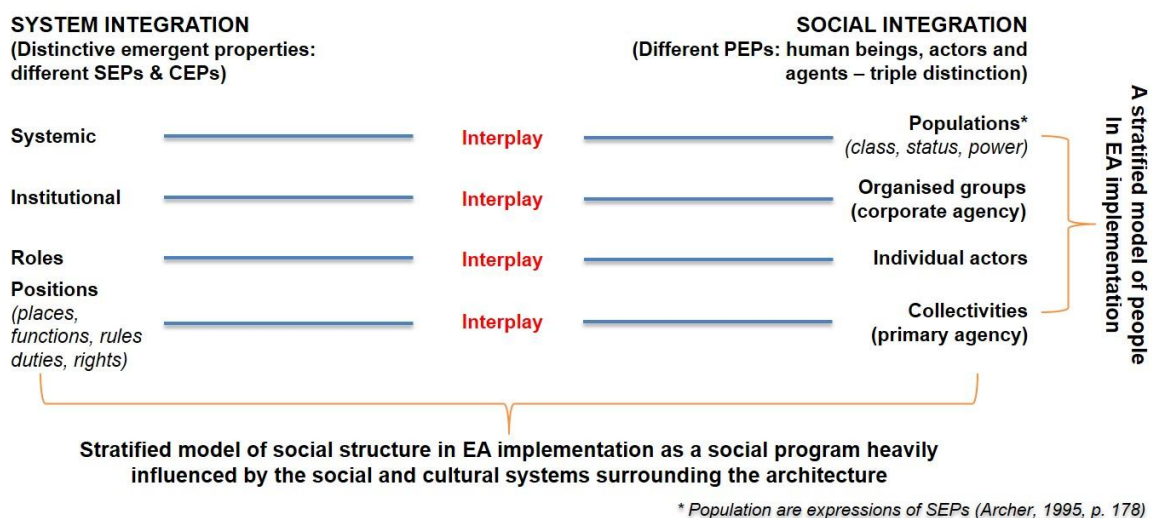 SYSTEM INTEGRATION
(Distinctive emergent properties:
different SEPs & CEPs)
SOCIAL INTEGRATION
(Different PEPs: human beings, actors and
agents – triple distinction)
Systemic
Interplay
Populations*
(class, status, power)
Institutional
Interplay
Organised groups
(corporate agency)
Roles
Interplay
Individual actors
Positions
(places,
functions, rules
duties, rights)
Interplay
Collectivities
(primary agency)
A stratified model of people
In EA implementation
Stratified model of social structure in EA implementation as a social program heavily
influenced by the social and cultural systems surrounding the architecture
* Population are expressions of SEPs (Archer, 1995, p. 178)